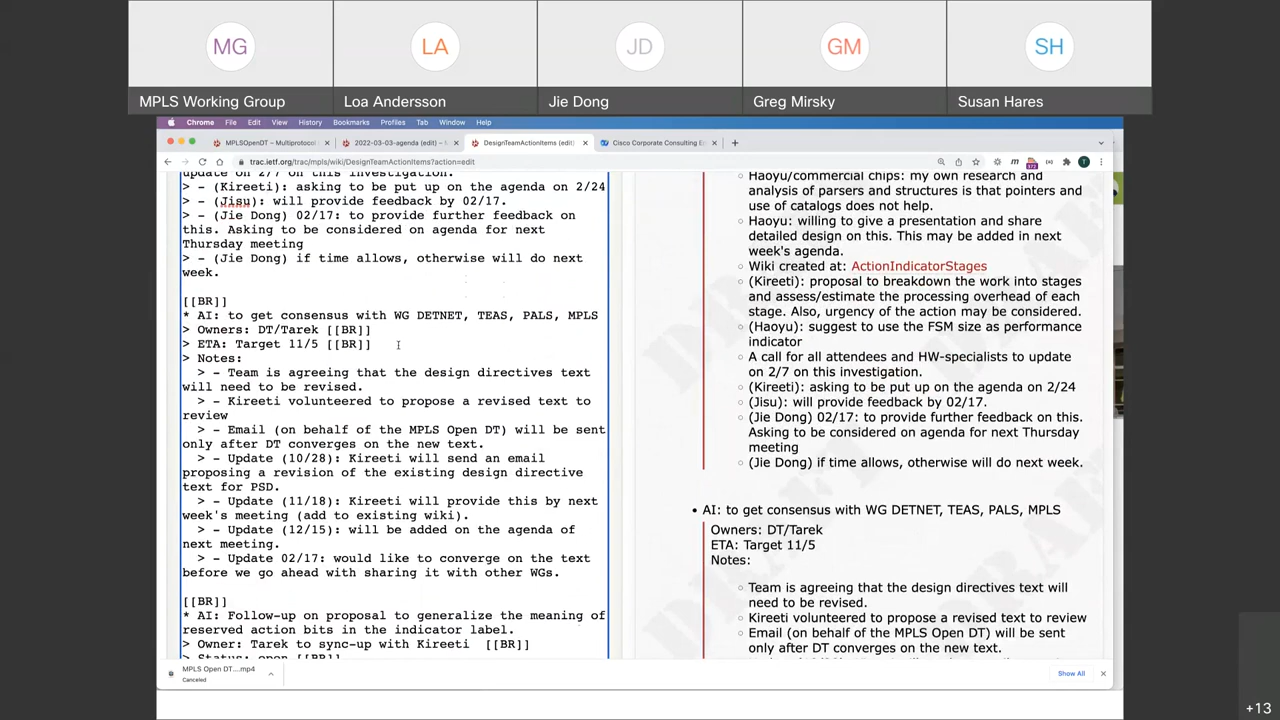 MG
LA
JD
GM
SH
MPLS Working Group
Loa Andersson
Jie Dong
Greg Mirsky
Susan Hares
Chrome File Edit View History Bookmarks Profiles Tab Window Help
MPLSOpenDT – Multiprotocol
2022-03-03-agenda (edit) – M
DesignTeamActionItems (edit)
Cisco Corporate Consulting E
trac.ietf.org/trac/mpls/wiki/DesignTeamActionItems?action=edit
update on 2/7 on this investigation.
> - (Kireeti): asking to be put up on the agenda on 2/24
> - (Jisu): will provide feedback by 02/17.
> - (Jie Dong) 02/17: to provide further feedback on
this. Asking to be considered on agenda for next
Thursday meeting
> - (Jie Dong) if time allows, otherwise will do next
week.
[[BR]]
* AI: to get consensus with WG DETNET, TEAS, PALS, MPLS
> Owners: DT/Tarek [[BR]]
> ETA: Target 11/5 [[BR]]
> Notes:
> - Team is agreeing that the design directives text
will need to be revised.
> - Kireeti volunteered to propose a revised text to
review
> - Email (on behalf of the MPLS Open DT) will be sent
only after DT converges on the new text.
> - Update (10/28): Kireeti will send an email
proposing a revision of the existing design directive
text for PSD.
> - Update (11/18): Kireeti will provide this by next
week's meeting (add to existing wiki).
> - Update (12/15): will be added on the agenda of
next meeting.
> - Update 02/17: would like to converge on the text
before we go ahead with sharing it with other WGs.
[[BR]]
* AI: Follow-up on proposal to generalize the meaning of
reserved action bits in the indicator label.
> Owner: Tarek to sync-up with Kireeti [[BR]]
> Status: open [[BR]]
Haoyu/commercial chips: my own research and
analysis of parsers and structures is that pointers and
use of catalogs does not help.
Haoyu: willing to give a presentation and share
detailed design on this. This may be added in next
week's agenda.
Wiki created at: ActionIndicatorStages
(Kireeti): proposal to breakdown the work into stages
and assess/estimate the processing overhead of each
stage. Also, urgency of the action may be considered.
(Haoyu): suggest to use the FSM size as performance
indicator
A call for all attendees and HW-specialists to update
on 2/7 on this investigation.
(Kireeti): asking to be put up on the agenda on 2/24
(Jisu): will provide feedback by 02/17.
(Jie Dong) 02/17: to provide further feedback on this.
Asking to be considered on agenda for next Thursday
meeting
(Jie Dong) if time allows, otherwise will do next week.
• AI: to get consensus with WG DETNET, TEAS, PALS, MPLS
Owners: DT/Tarek
ETA: Target 11/5
Notes:
Team is agreeing that the design directives text will
need to be revised.
Kireeti volunteered to propose a revised text to review
Email (on behalf of the MPLS Open DT) will be sent
only after DT converges on the new text.
DRAFT
MPLS Open DT....mp4
Canceled
Show All
+13